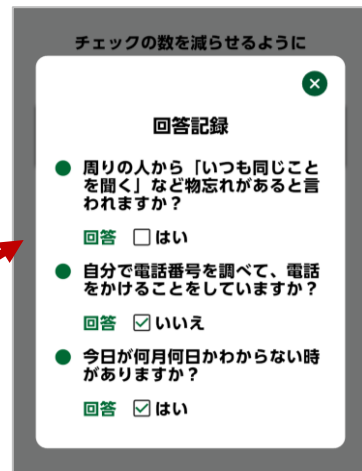 チェックの数を減らせるように
回答記録
周りの人から「いつも同じこと
を聞く」など物忘れがあると言
われますか？
回答 はい
自分で電話番号を調べて、電話
をかけることをしていますか？
回答 いいえ
今日が何月何日かわからない時
がありますか？
回答 はい